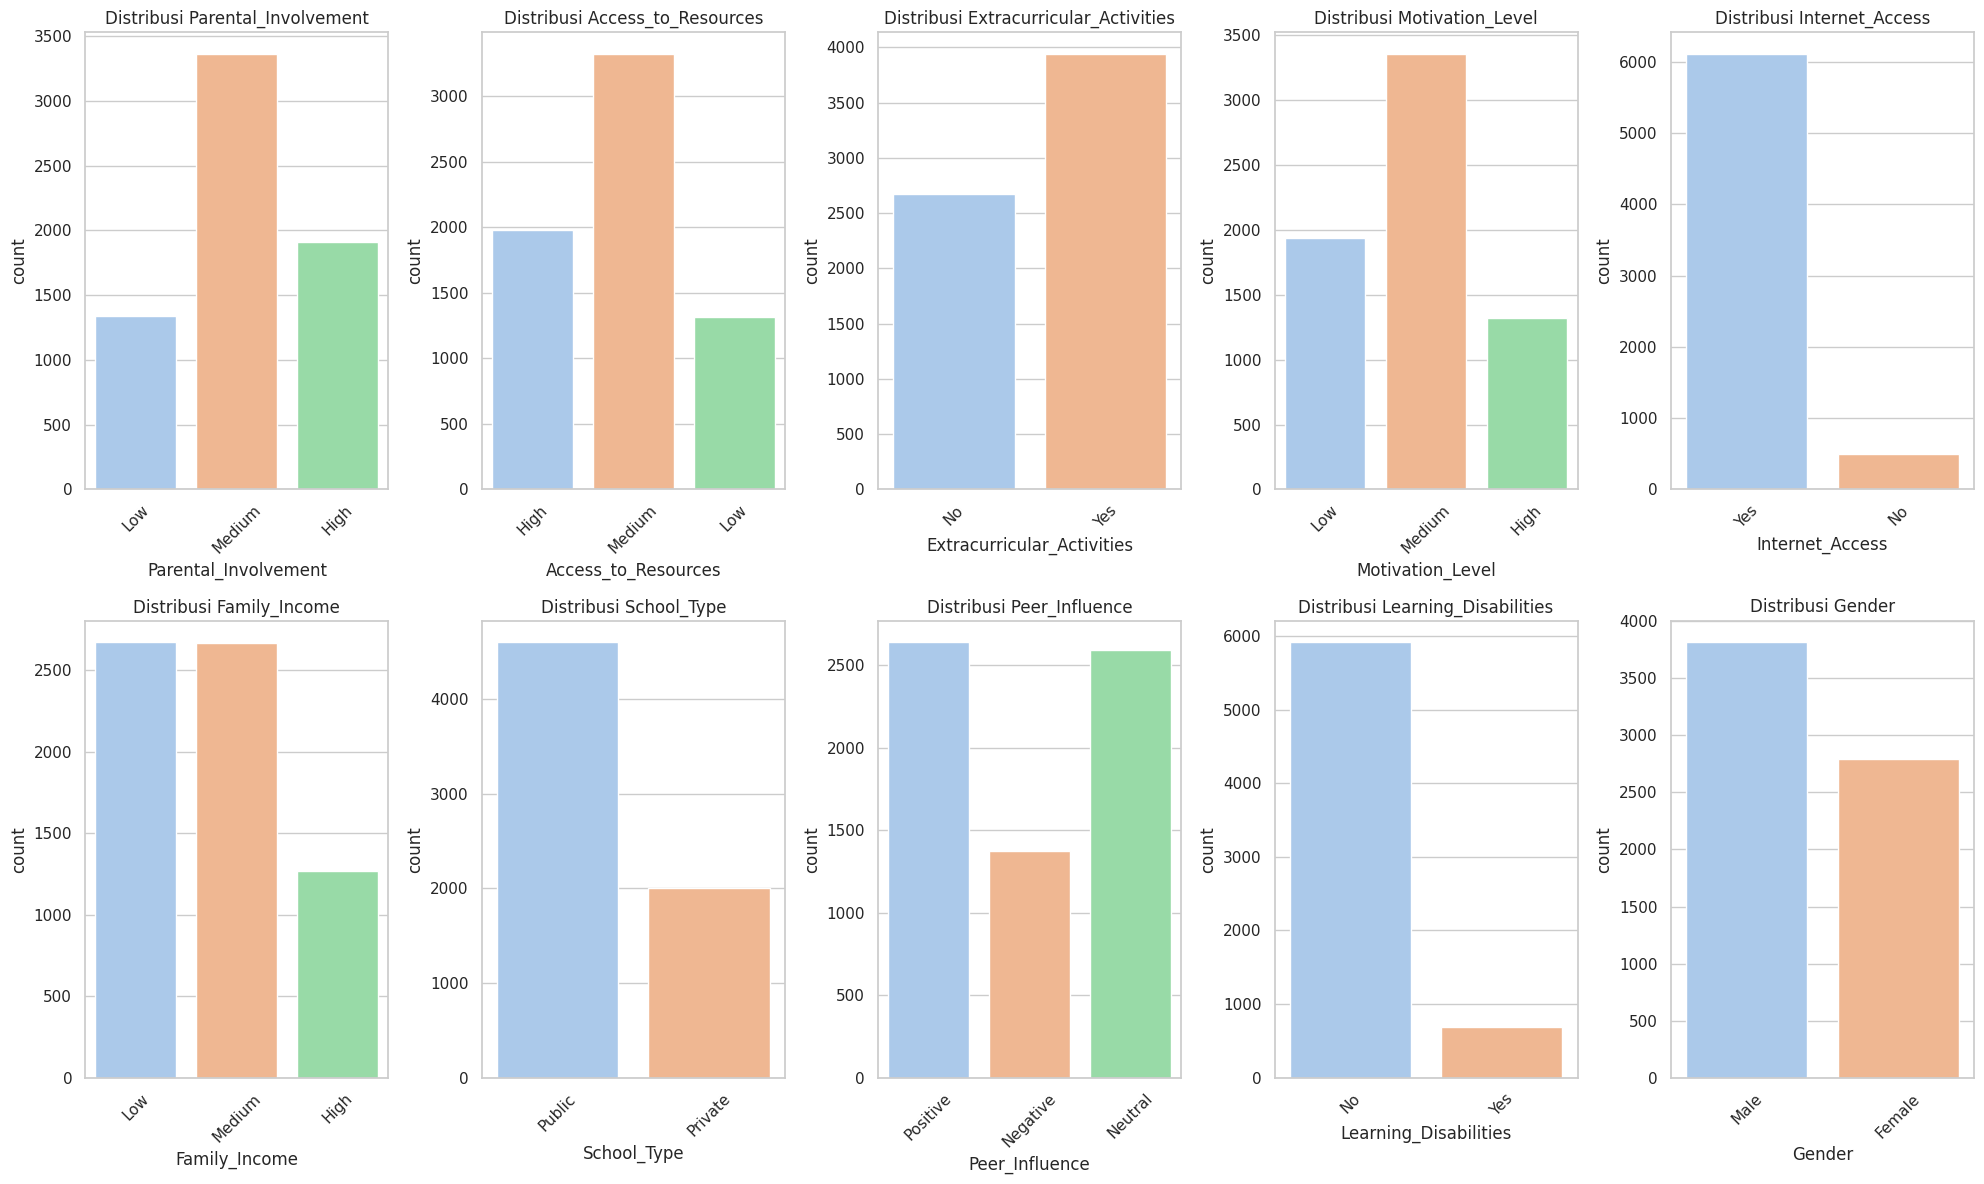 Distribusi Parental_Involvement
3500
3000
2500
2000
1500
1000
500
0
count
Low
Medium
High
Parental_Involvement
Distribusi Access_to_Resources
3000
2500
2000
1500
1000
500
0
count
High
Medium
Low
Access_to_Resources
Distribusi Extracurricular_Activities
4000
3500
3000
2500
2000
1500
1000
500
0
count
No
Yes
Extracurricular_Activities
Distribusi Motivation_Level
3500
3000
2500
2000
1500
1000
500
0
count
Low
Medium
High
Motivation_Level
Distribusi Internet_Access
6000
5000
4000
3000
2000
1000
0
count
Yes
No
Internet_Access
Distribusi Family_Income
2500
2000
1500
1000
500
0
count
Low
Medium
High
Family_Income
Distribusi School_Type
4000
3000
2000
1000
0
count
Public
Private
School_Type
Distribusi Peer_Influence
2500
2000
1500
1000
500
0
count
Positive
Negative
Neutral
Peer_Influence
Distribusi Learning_Disabilities
6000
5000
4000
3000
2000
1000
0
count
No
Yes
Learning_Disabilities
Distribusi Gender
4000
3500
3000
2500
2000
1500
1000
500
0
count
Male
Female
Gender